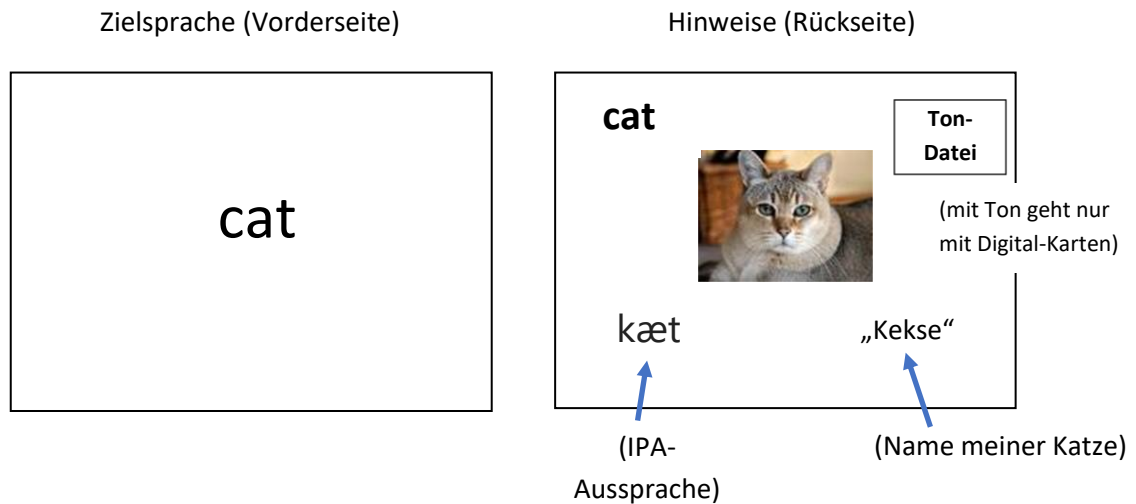 Zielsprache (Vorderseite)
Hinweise (Rückseite)
cat
cat
Ton-
Datei
(mit Ton geht nur
mit Digital-Karten)
kæt
„Kekse“
(IPA-
Aussprache)
(Name meiner Katze)